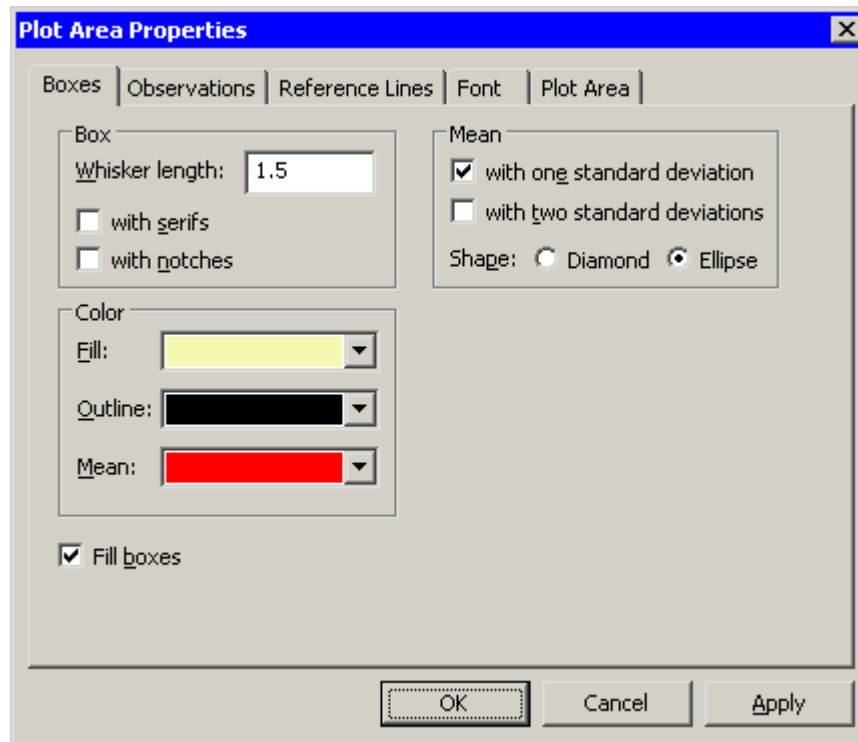 Plot Area Properties
Boxes Observations Reference Lines Font Plot Area
Box
Whisker length: 1.5
with serifs
with notches
Mean
with one standard deviation
with two standard deviations
Shape: Diamond Ellipse
Color
Fill:
Outline:
Mean:
Fill boxes
OK Cancel Apply